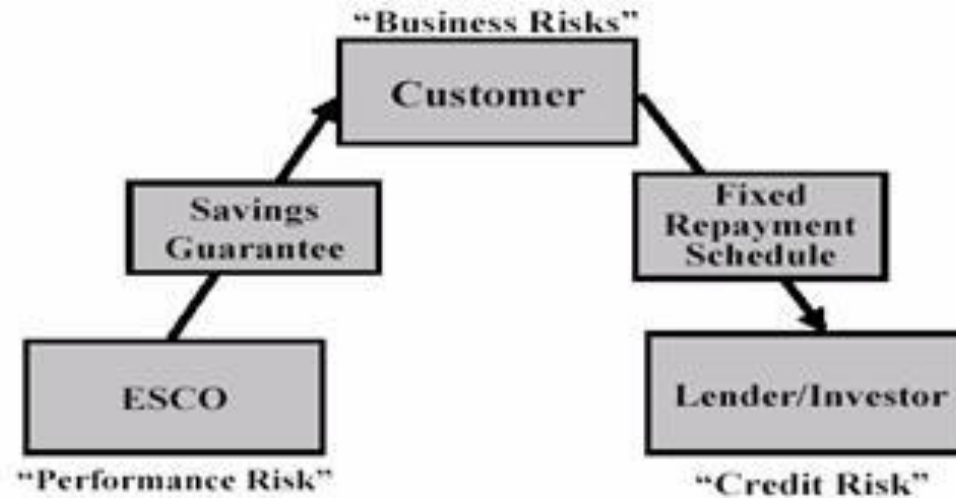 “Business Risks”
Customer
Savings
Guarantee
Fixed
Repayment
Schedule
ESCO
Lender/Investor
“Performance Risk”
“Credit Risk”